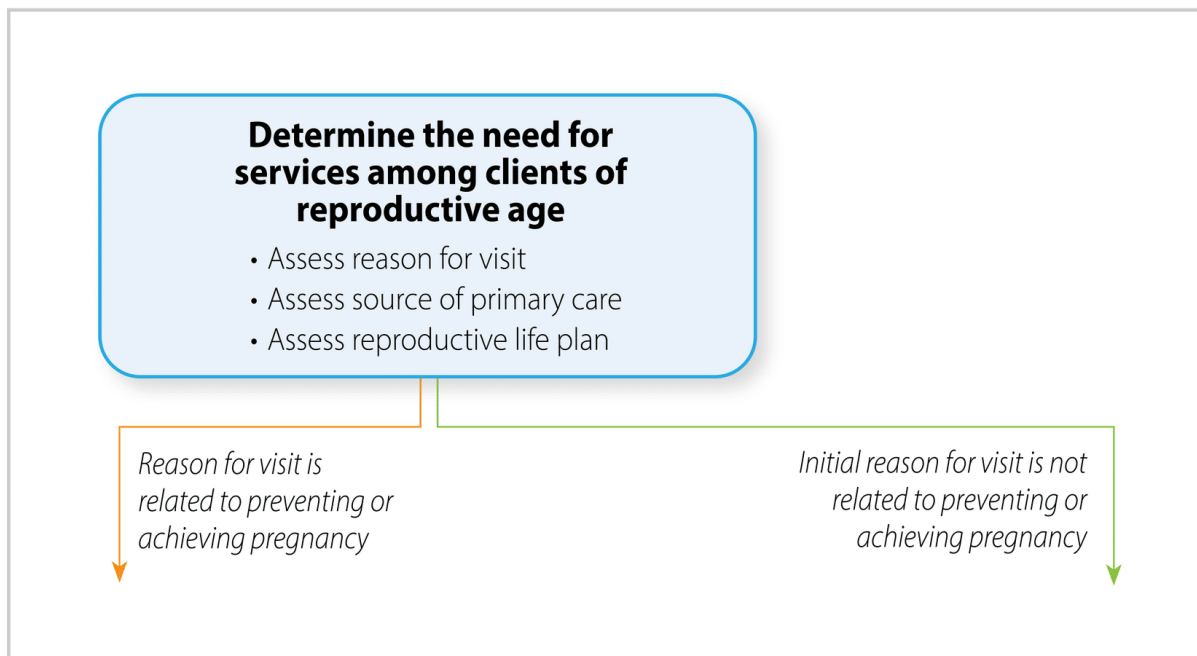 Determine the need for
services among clients of
reproductive age
• Assess reason for visit
• Assess source of primary care
• Assess reproductive life plan
Reason for visit is
related to preventing or
achieving pregnancy
Initial reason for visit is not
related to preventing or
achieving pregnancy